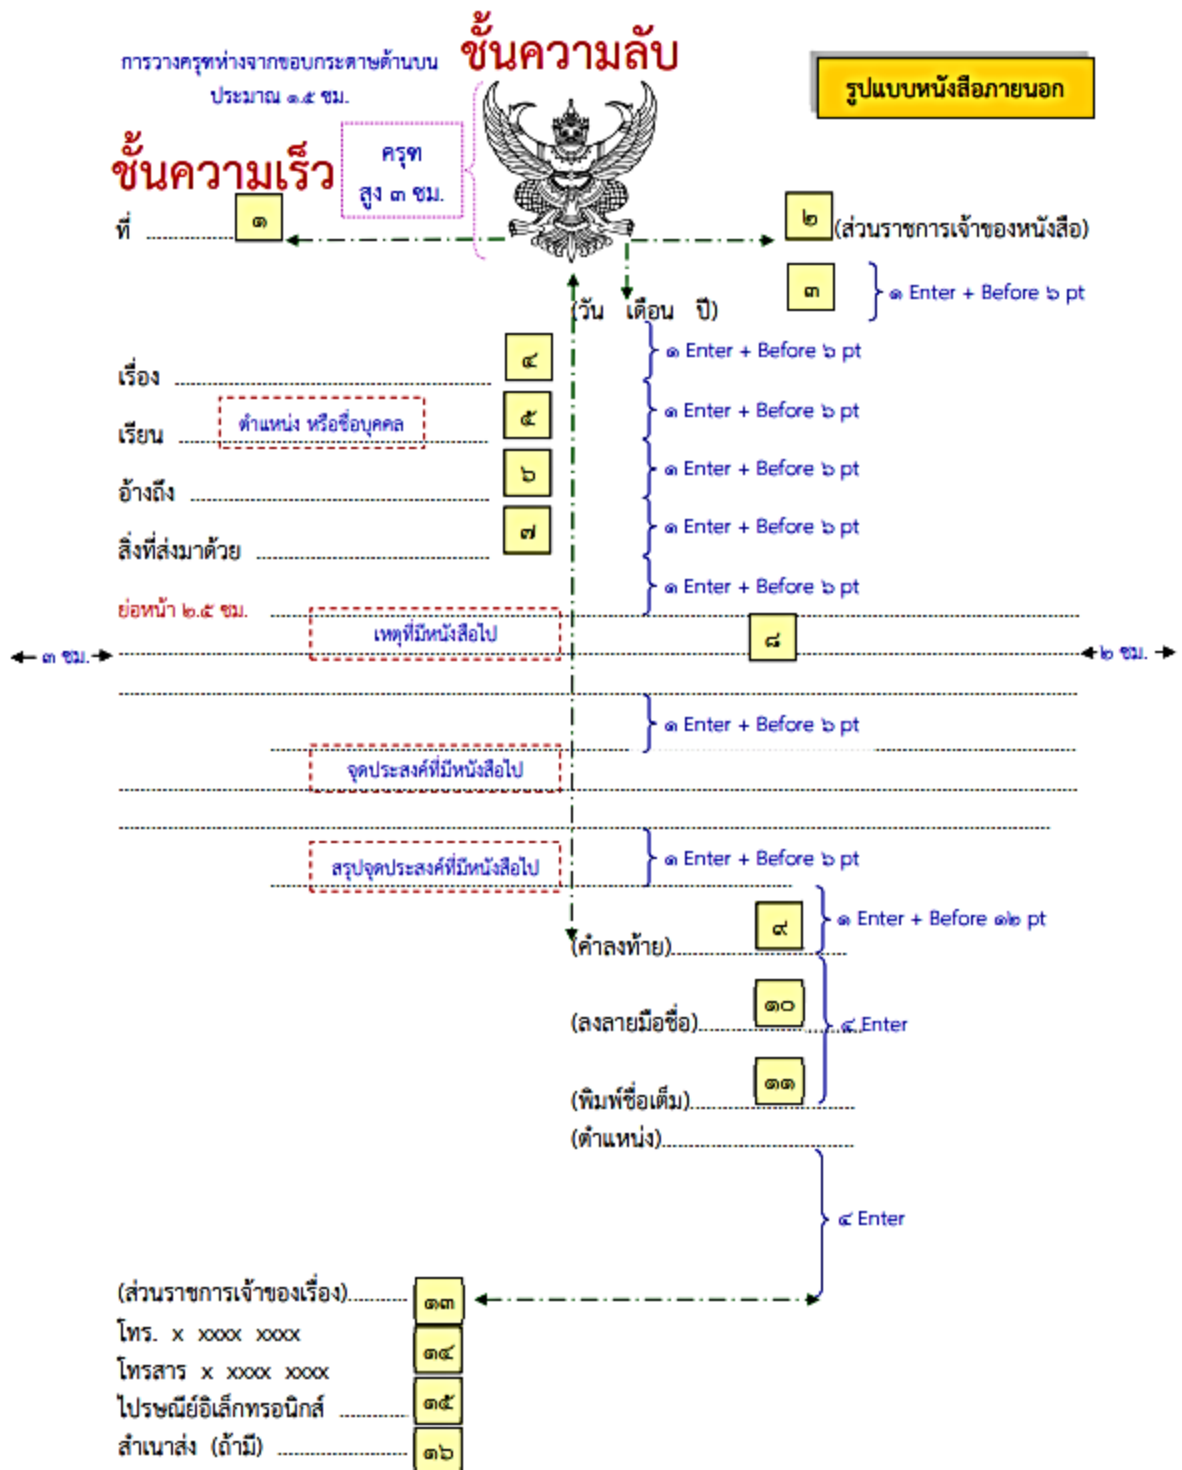 ชั้นความลับ
การวางครุฑห่างจากขอบกระดาษด้านบน
ประมาณ ๑.๕ ซม.
รูปแบบหนังสือภายนอก
ชั้นความเร็ว
ครุฑ
สูง ๓ ซม.
ที่ ............ ๑
๒ (ส่วนราชการเจ้าของหนังสือ)
๓ ๑ Enter + Before ๖ pt
(วัน เดือน ปี)
๑ Enter + Before ๖ pt
เรื่อง ............ ๔
๑ Enter + Before ๖ pt
เรียน ............ ตำแหน่ง หรือชื่อบุคคล ๕
๑ Enter + Before ๖ pt
อ้างถึง ............ ๖
๑ Enter + Before ๖ pt
สิ่งที่ส่งมาด้วย ............ ๗
๑ Enter + Before ๖ pt
ย่อหน้า ๒.๕ ซม.
เหตุที่มีหนังสือไป ๘
๓ ซม. ๒ ซม.
๑ Enter + Before ๖ pt
จุดประสงค์ที่มีหนังสือไป
๑ Enter + Before ๖ pt
สรุปจุดประสงค์ที่มีหนังสือไป
๑ Enter + Before ๑๒ pt
(คำลงท้าย)............ ๙
(ลงลายมือชื่อ)............ ๑๐ ๔ Enter
(พิมพ์ชื่อเต็ม)............ ๑๑
(ตำแหน่ง)............
๔ Enter
(ส่วนราชการเจ้าของเรื่อง)............ ๑๓
โทร. x xxxx xxxx ๑๔
โทรสาร x xxxx xxxx
ไปรษณีย์อิเล็กทรอนิกส์ ............ ๑๕
สำเนาส่ง (ถ้ามี) ............ ๑๖